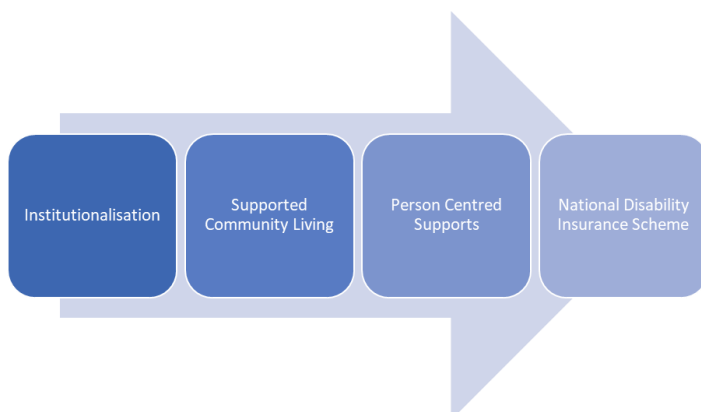 Institutionalisation
Supported
Community Living
Person Centred
Supports
National Disability
Insurance Scheme